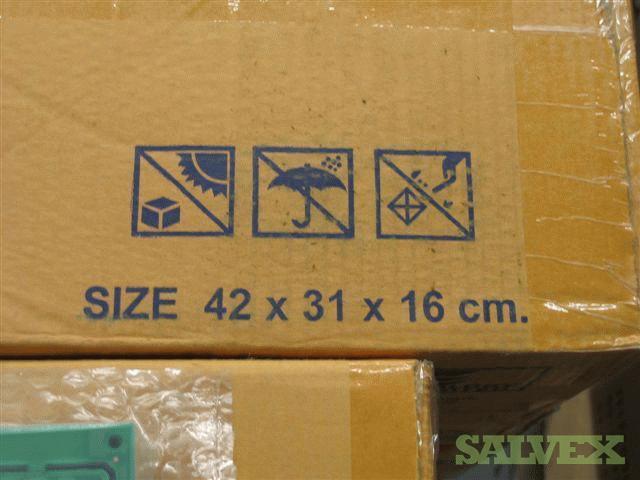 SIZE 42 x 31 x 16 cm.
SALVEX